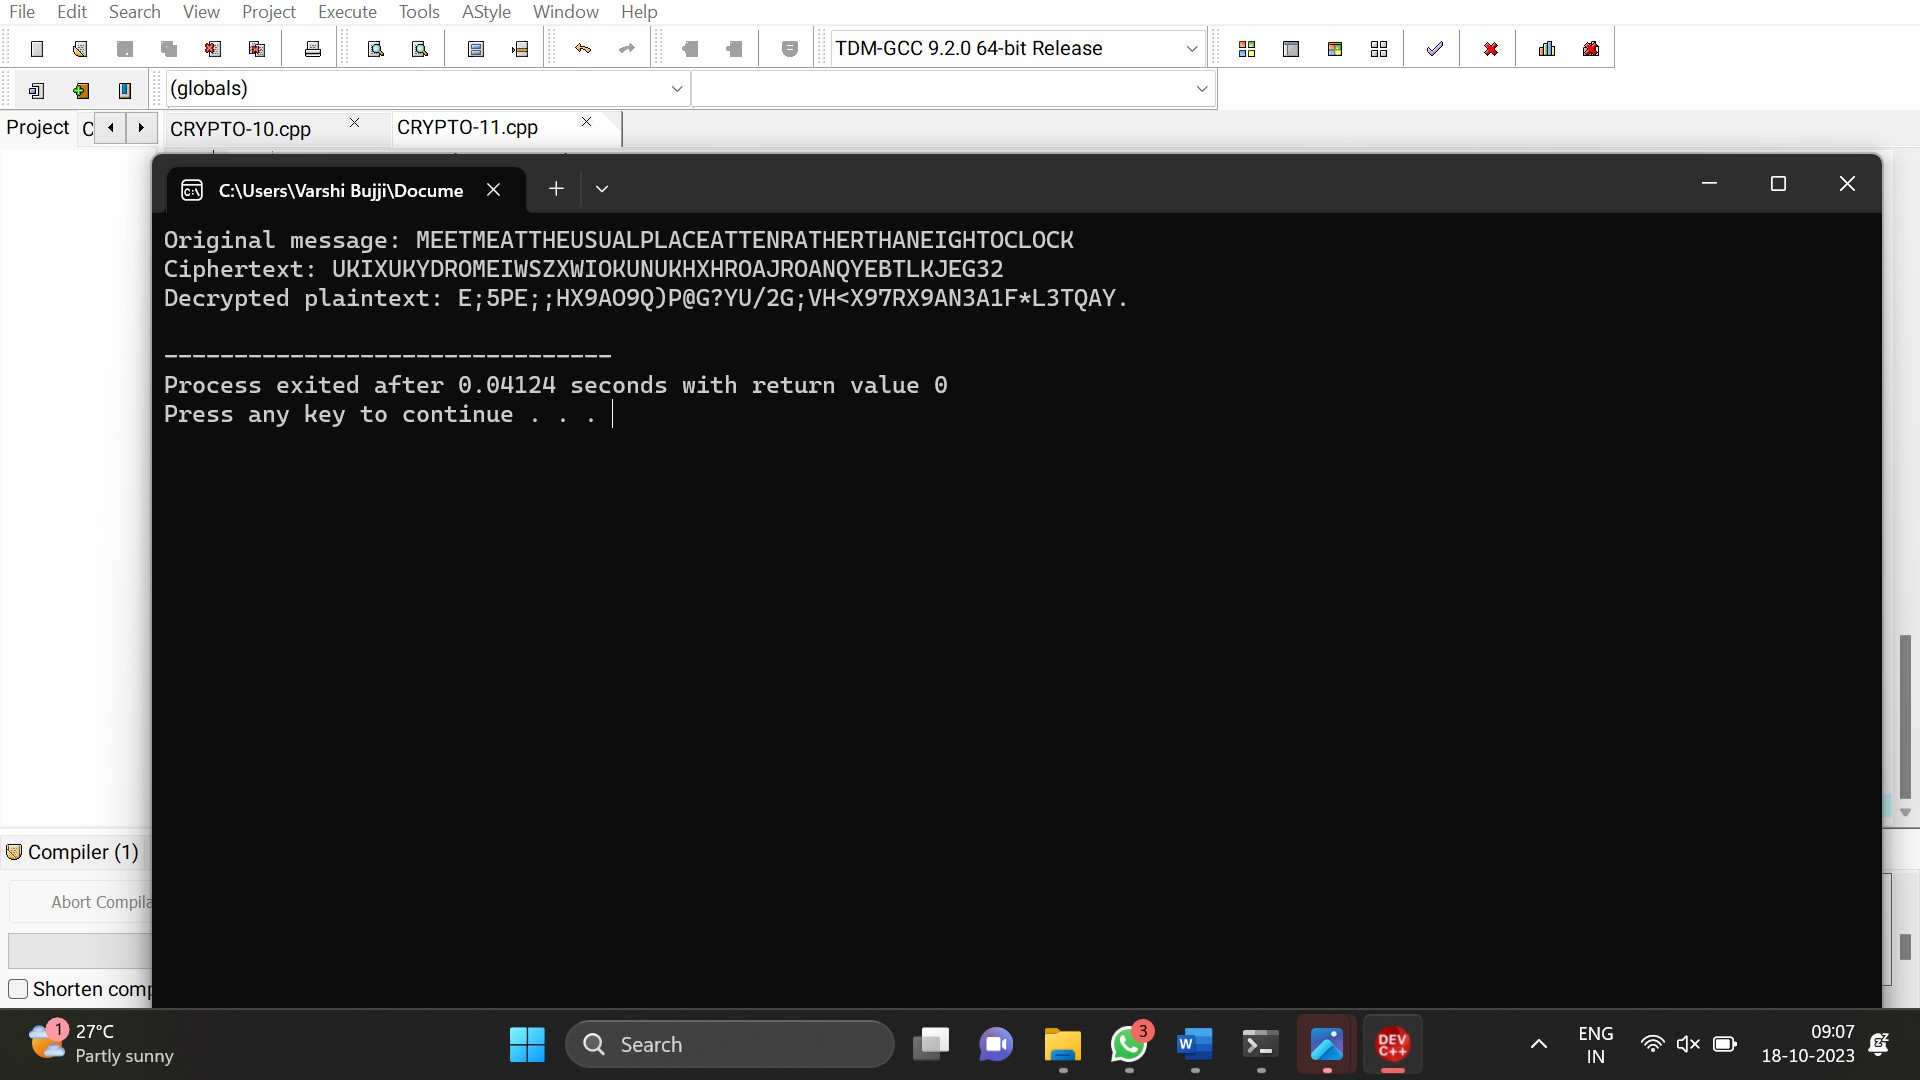 File Edit Search View Project Execute Tools AStyle Window Help
TDM-GCC 9.2.0 64-bit Release
(globals)
Project C CRYPTO-10.cpp CRYPTO-11.cpp
C:\Users\Varshi Bujji\Docume
Original message: MEETMEATTHEUSUALPLACEATTENRATHERTHANEIGHTOCLOCK
Ciphertext: UKIXUKYDROMEIWSZXWIOKUNUKHXHROAJROANQYEBTLKJEG32
Decrypted plaintext: E;5PE;;HX9AO9Q)P@G?YU/2G;VH<X97RX9AN3A1F*L3TQAY.
--------------------------------
Process exited after 0.04124 seconds with return value 0
Press any key to continue . . .
Compiler (1)
Abort Compila
Shorten comp
1 27°C
Partly sunny
Search
3
W
DEV
C++
ENG
IN
09:07
18-10-2023